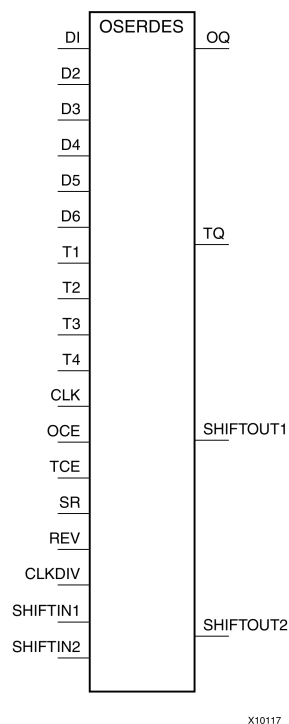 OSERDES
DI
OQ
D2
D3
D4
D5
D6
TQ
T1
T2
T3
T4
CLK
OCE
SHIFTOUT1
TCE
SR
REV
CLKDIV
SHIFTIN1
SHIFTOUT2
SHIFTIN2
X10117